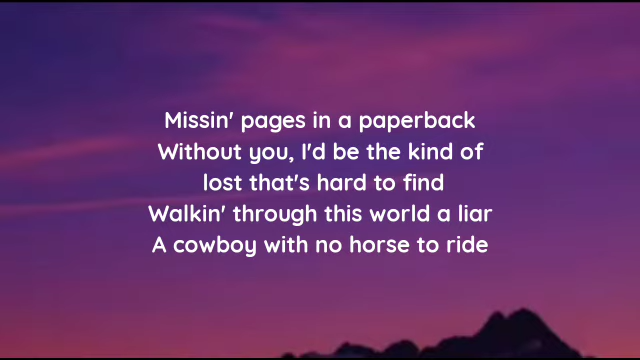 Missin' pages in a paperback
Without you, I'd be the kind of
lost that's hard to find
Walkin' through this world a liar
A cowboy with no horse to ride